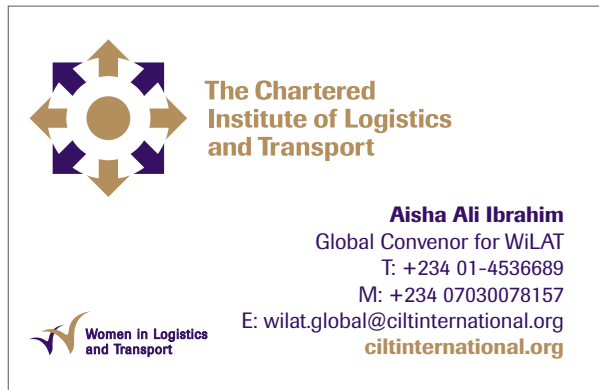 The Chartered
Institute of Logistics
and Transport
Aisha Ali Ibrahim
Global Convenor for WiLAT
T: +234 01-4536689
M: +234 07030078157
E: wilat.global@ciltinternational.org
ciltinternational.org
Women in Logistics
and Transport